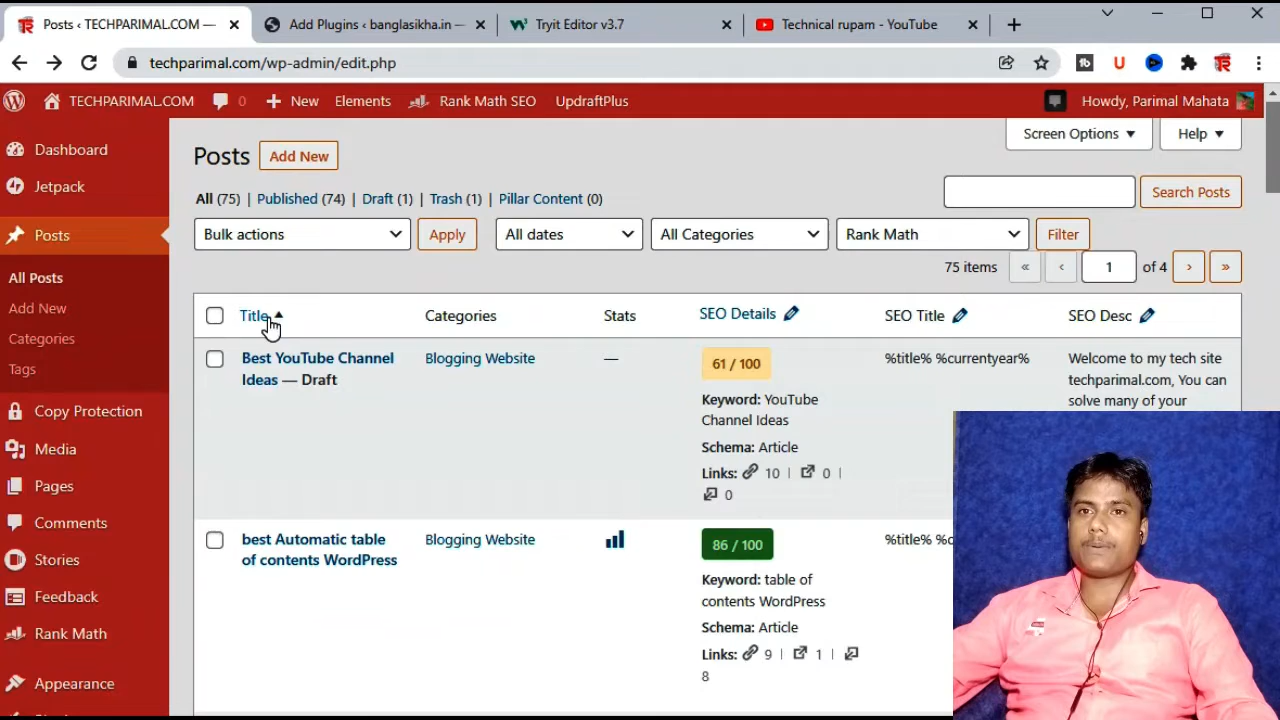 Posts ‹ TECHPARIMAL.COM —
Add Plugins ‹ banglasikha.in —
Tryit Editor v3.7
Technical rupam - YouTube
techparimal.com/wp-admin/edit.php
TECHPARIMAL.COM
0
New
Elements
Rank Math SEO
UpdraftPlus
Howdy, Parimal Mahata
Dashboard
Jetpack
Posts
All Posts
Add New
Categories
Tags
Copy Protection
Media
Pages
Comments
Stories
Feedback
Rank Math
Appearance
Screen Options
Help
Posts
Add New
All (75) | Published (74) | Draft (1) | Trash (1) | Pillar Content (0)
Search Posts
Bulk actions
Apply
All dates
All Categories
Rank Math
Filter
75 items « ‹ 1 of 4 › »
Title
Categories
Stats
SEO Details
SEO Title
SEO Desc
Best YouTube Channel
Ideas — Draft
Blogging Website
—
61 / 100
Keyword: YouTube
Channel Ideas
Schema: Article
Links: 10 | 0 |
0
%title% %currentyear%
Welcome to my tech site
techparimal.com, You can
solve many of your
best Automatic table
of contents WordPress
Blogging Website
86 / 100
Keyword: table of
contents WordPress
Schema: Article
Links: 9 | 1 |
8
%title% %c